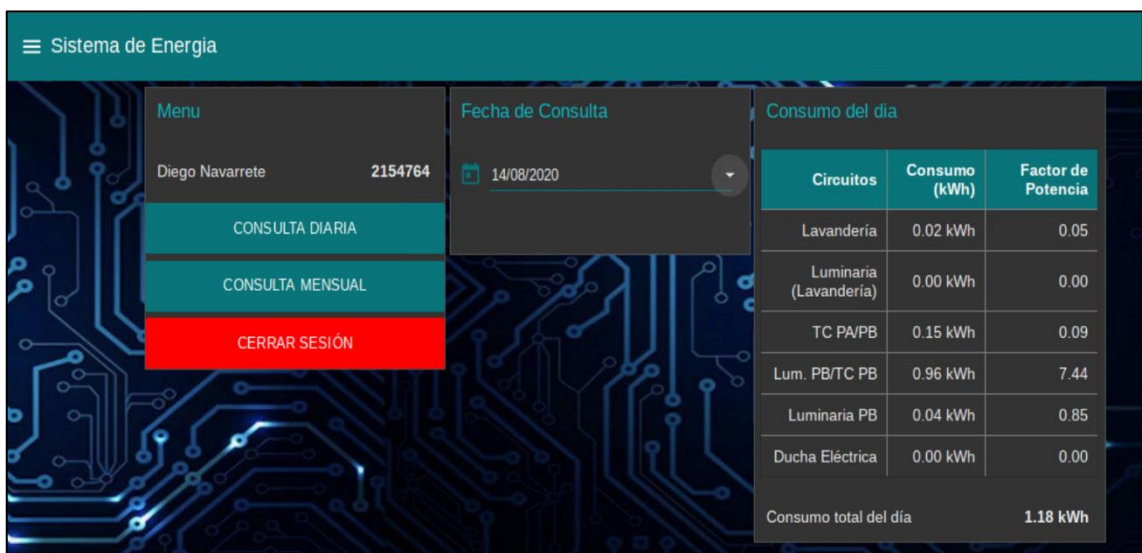 Sistema de Energia
Menu
Diego Navarrete 2154764
CONSULTA DIARIA
CONSULTA MENSUAL
CERRAR SESIÓN
Fecha de Consulta
14/08/2020
Consumo del dia
Circuitos Consumo (kWh) Factor de Potencia
Lavandería 0.02 kWh 0.05
Luminaria (Lavandería) 0.00 kWh 0.00
TC PA/PB 0.15 kWh 0.09
Lum. PB/TC PB 0.96 kWh 7.44
Luminaria PB 0.04 kWh 0.85
Ducha Eléctrica 0.00 kWh 0.00
Consumo total del día 1.18 kWh